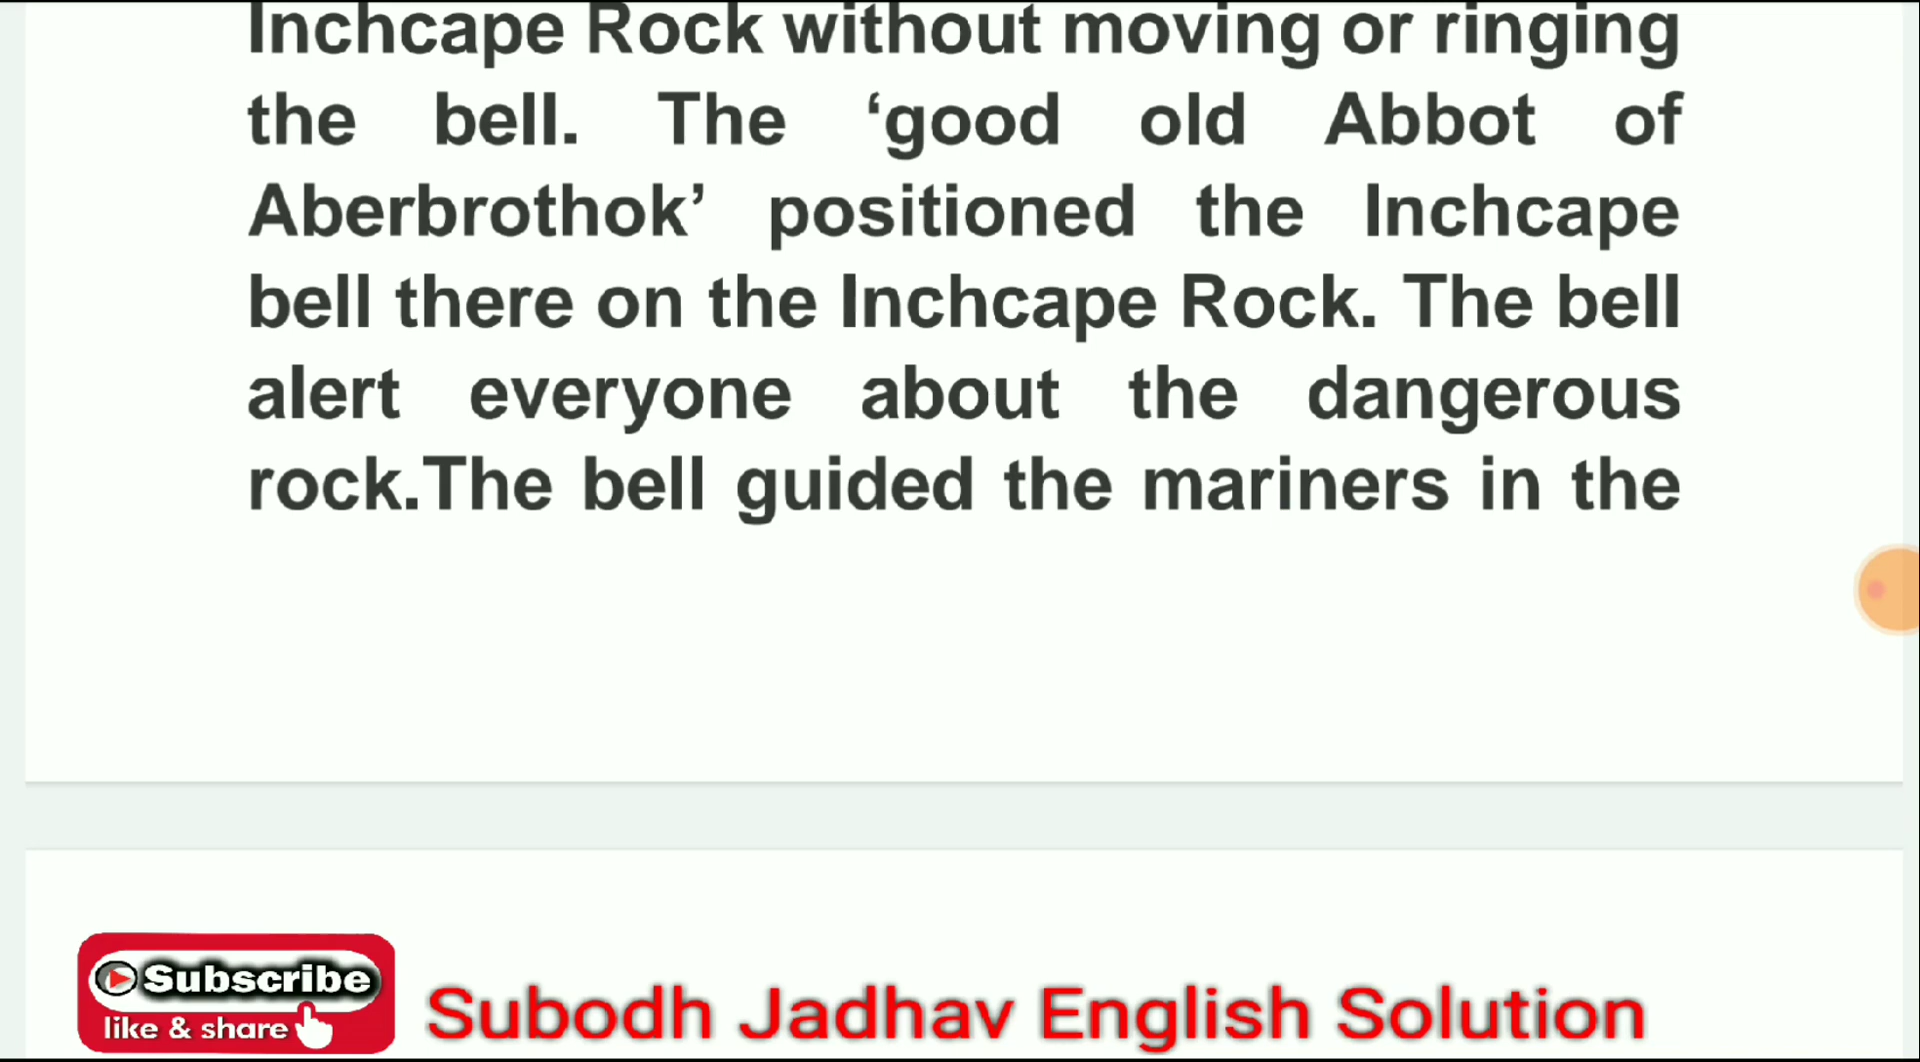 Inchcape Rock without moving or ringing
the bell. The ‘good old Abbot of
Aberbrothok’ positioned the Inchcape
bell there on the Inchcape Rock. The bell
alert everyone about the dangerous
rock.The bell guided the mariners in the
Subscribe
like & share
Subodh Jadhav English Solution